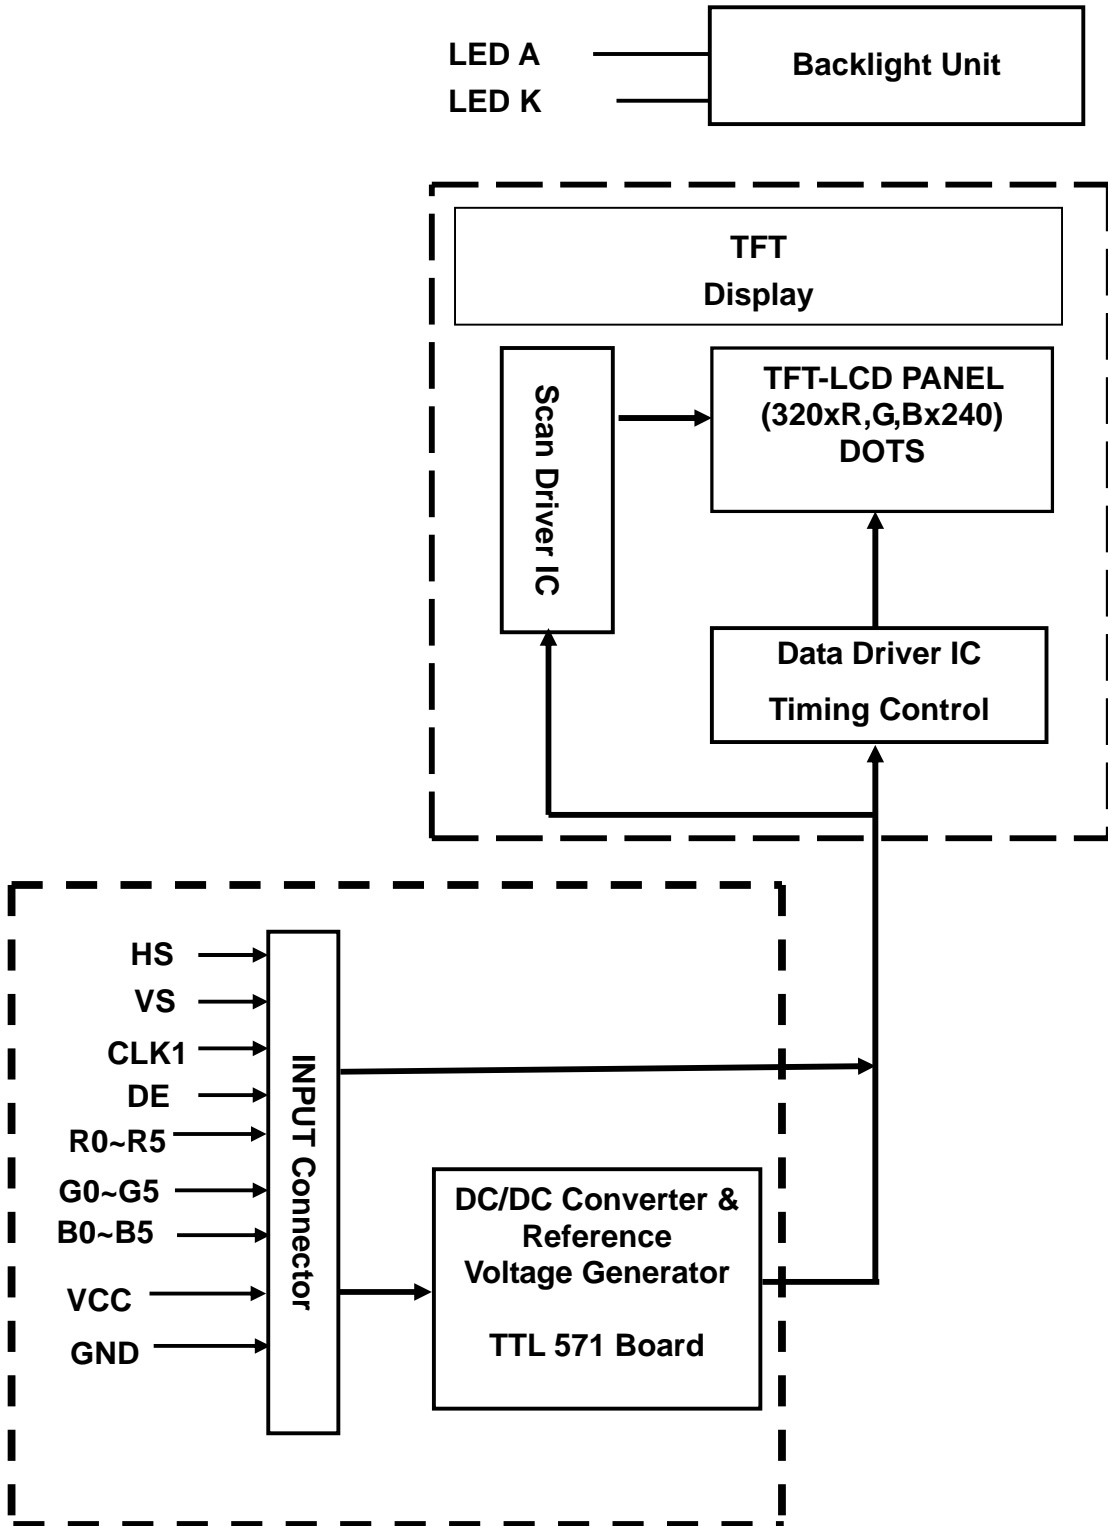 LED A
LED K
Backlight Unit
TFT
Display
Scan Driver IC
TFT-LCD PANEL
(320xR,G,Bx240)
DOTS
Data Driver IC
Timing Control
HS
VS
CLK1
DE
R0~R5
G0~G5
B0~B5
VCC
GND
INPUT Connector
DC/DC Converter &
Reference
Voltage Generator
TTL 571 Board